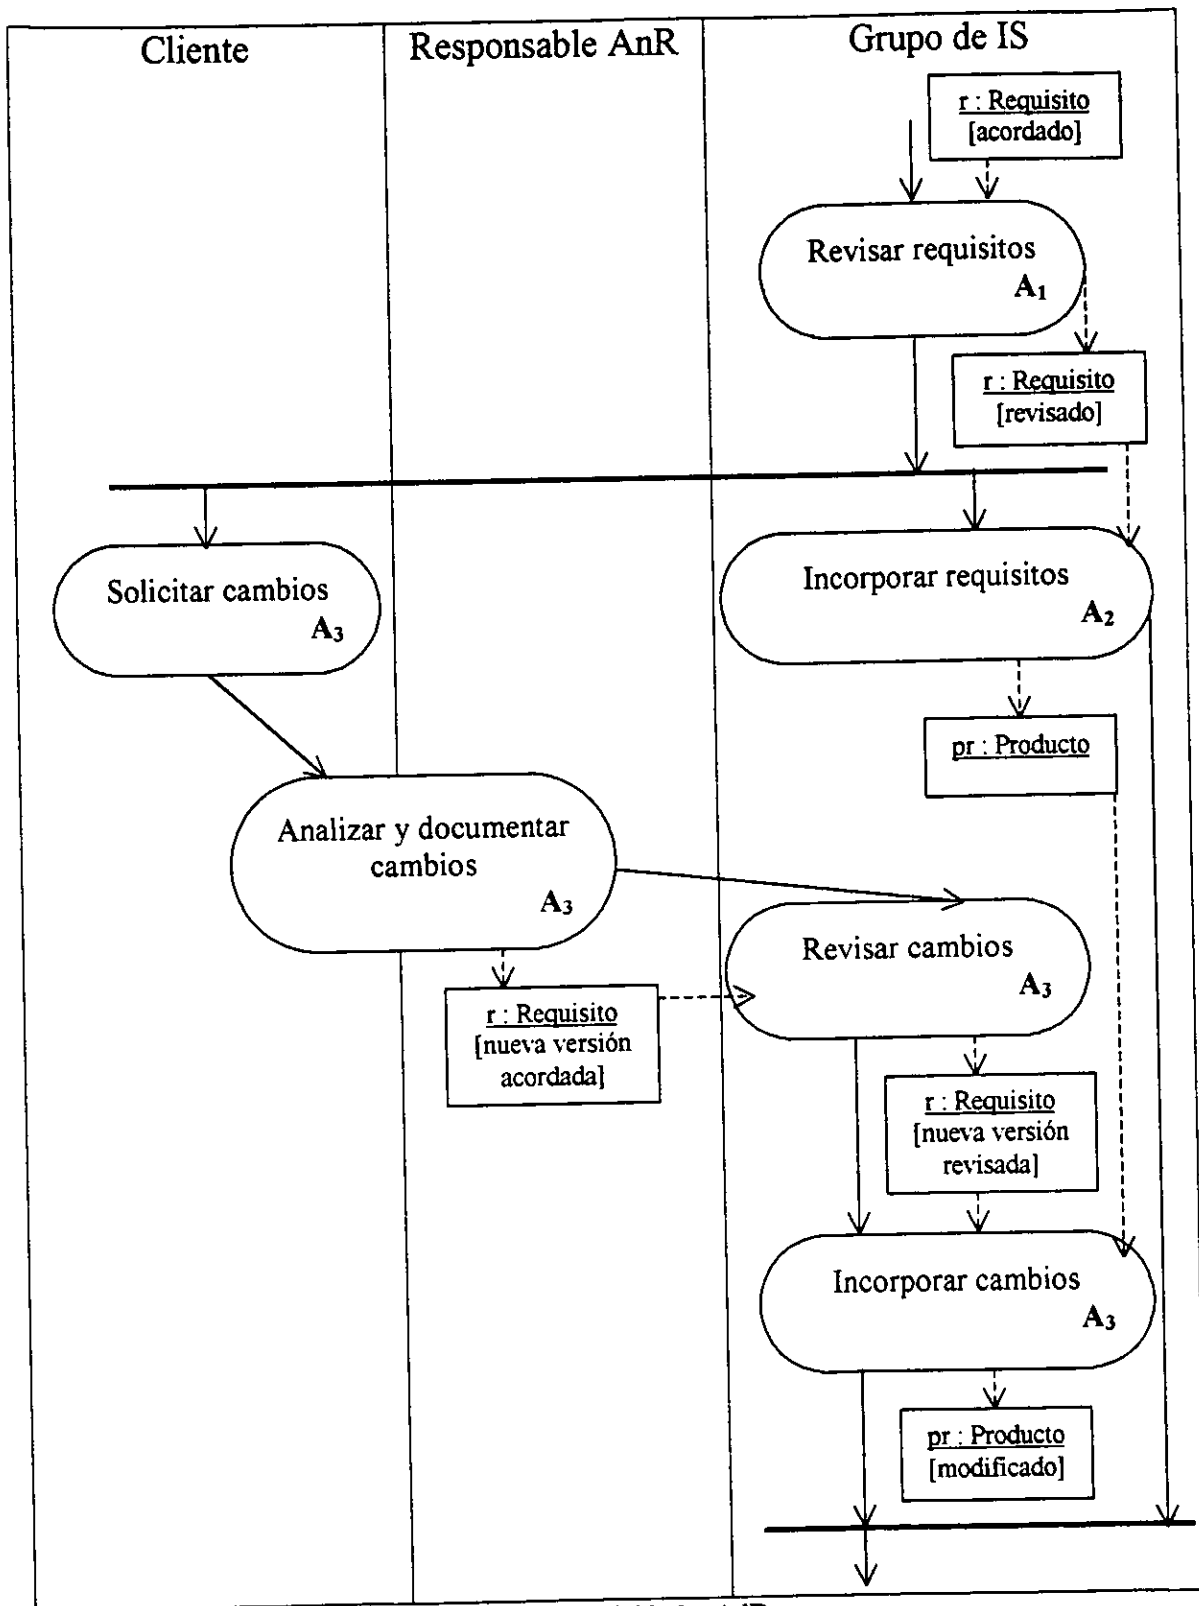 Cliente
Responsable AnR
Grupo de IS
r : Requisito
[acordado]
Revisar requisitos
A₁
r : Requisito
[revisado]
Solicitar cambios
A₃
Incorporar requisitos
A₂
pr : Producto
Analizar y documentar
cambios
A₃
Revisar cambios
A₃
r : Requisito
[nueva versión
acordada]
r : Requisito
[nueva versión
revisada]
Incorporar cambios
A₃
pr : Producto
[modificado]